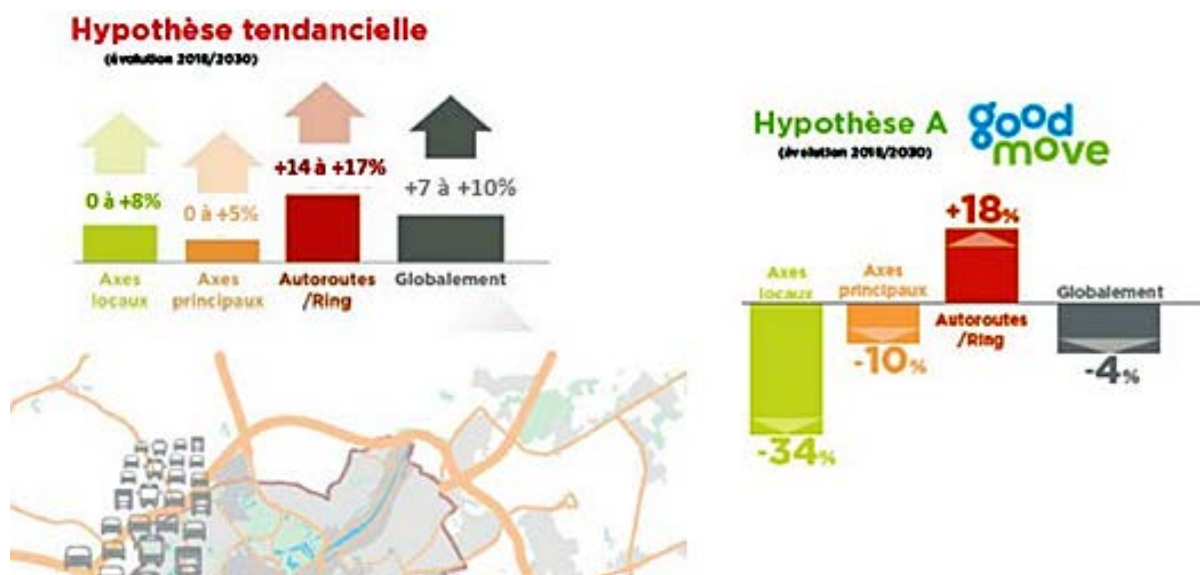 Hypothèse tendancielle
(évolution 2018/2030)
0 à +8%
0 à +5%
+14 à +17%
+7 à +10%
Axes
locaux
Axes
principaux
Autoroutes
/Ring
Globalement
Hypothèse A
(évolution 2018/2030)
good
move
Axes
locaux
-34%
Axes
principaux
-10%
+18%
Autoroutes
/Ring
Globalement
-4%